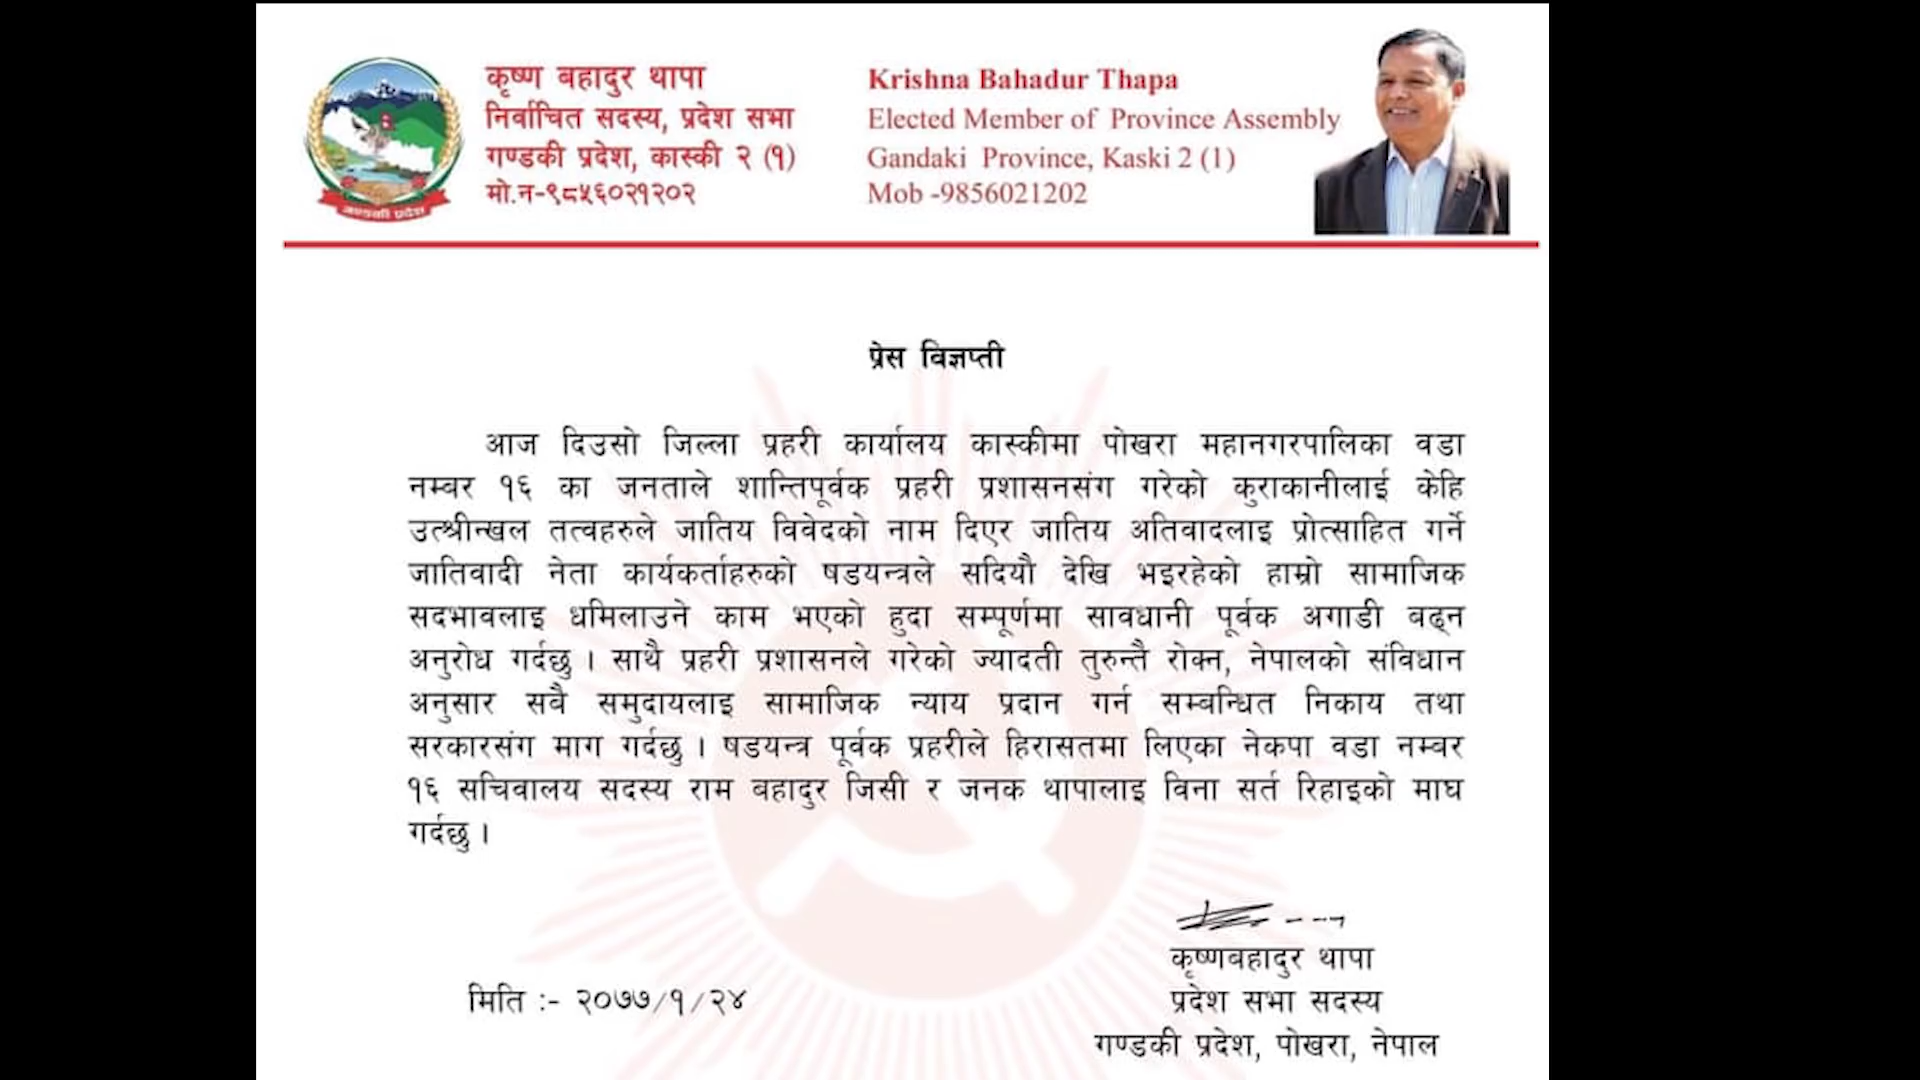 कृष्ण बहादुर थापा
निर्वाचित सदस्य, प्रदेश सभा
गण्डकी प्रदेश, कास्की २ (१)
मो.न-९८५६०२१२०२
Krishna Bahadur Thapa
Elected Member of Province Assembly
Gandaki Province, Kaski 2 (1)
Mob -9856021202
गण्डकी प्रदेश
प्रेस विज्ञप्ती
आज दिउसो जिल्ला प्रहरी कार्यालय कास्कीमा पोखरा महानगरपालिका वडा
नम्बर १६ का जनताले शान्तिपूर्वक प्रहरी प्रशासनसंग गरेको कुराकानीलाई केहि
उत्श्रीन्खल तत्वहरुले जातिय विवेदको नाम दिएर जातिय अतिवादलाइ प्रोत्साहित गर्ने
जातिवादी नेता कार्यकर्ताहरुको षडयन्त्रले सदियौ देखि भइरहेको हाम्रो सामाजिक
सदभावलाइ धमिलाउने काम भएको हुदा सम्पूर्णमा सावधानी पूर्वक अगाडी बढ्न
अनुरोध गर्दछु । साथै प्रहरी प्रशासनले गरेको ज्यादती तुरुन्तै रोक्न, नेपालको संविधान
अनुसार सबै समुदायलाइ सामाजिक न्याय प्रदान गर्न सम्बन्धित निकाय तथा
सरकारसंग माग गर्दछु । षडयन्त्र पूर्वक प्रहरीले हिरासतमा लिएका नेकपा वडा नम्बर
१६ सचिवालय सदस्य राम बहादुर जिसी र जनक थापालाइ विना सर्त रिहाइको माघ
गर्दछु ।
कृष्णबहादुर थापा
मिति :- २०७७/१/२४
प्रदेश सभा सदस्य
गण्डकी प्रदेश, पोखरा, नेपाल